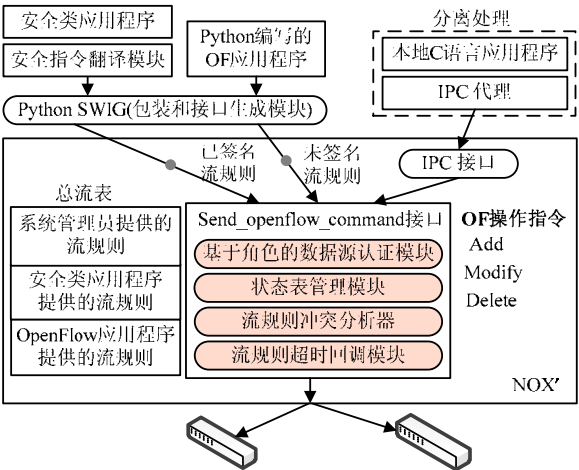 安全类应用程序
安全指令翻译模块
Python编写的
OF应用程序
分离处理
本地C语言应用程序
IPC 代理
Python SWIG(包装和接口生成模块)
已签名
流规则
未签名
流规则
IPC 接口
总流表
系统管理员提供的
流规则
安全类应用程序
提供的流规则
OpenFlow应用程序
提供的流规则
Send_openflow_command接口
基于角色的数据源认证模块
状态表管理模块
流规则冲突分析器
流规则超时回调模块
OF操作指令
Add
Modify
Delete
NOX′